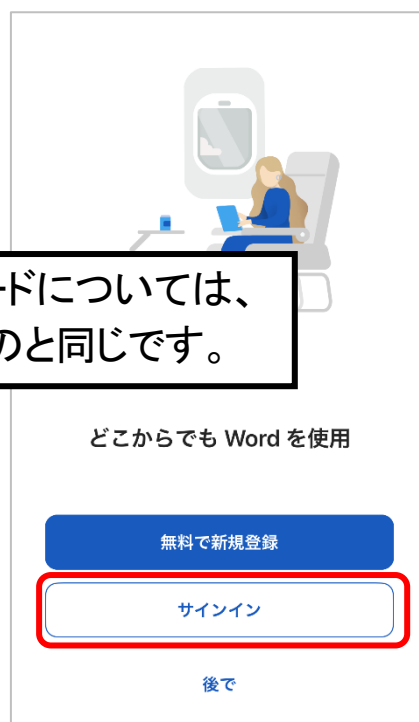 ードについては、
のと同じです。
どこからでも Word を使用
無料で新規登録
サインイン
後で